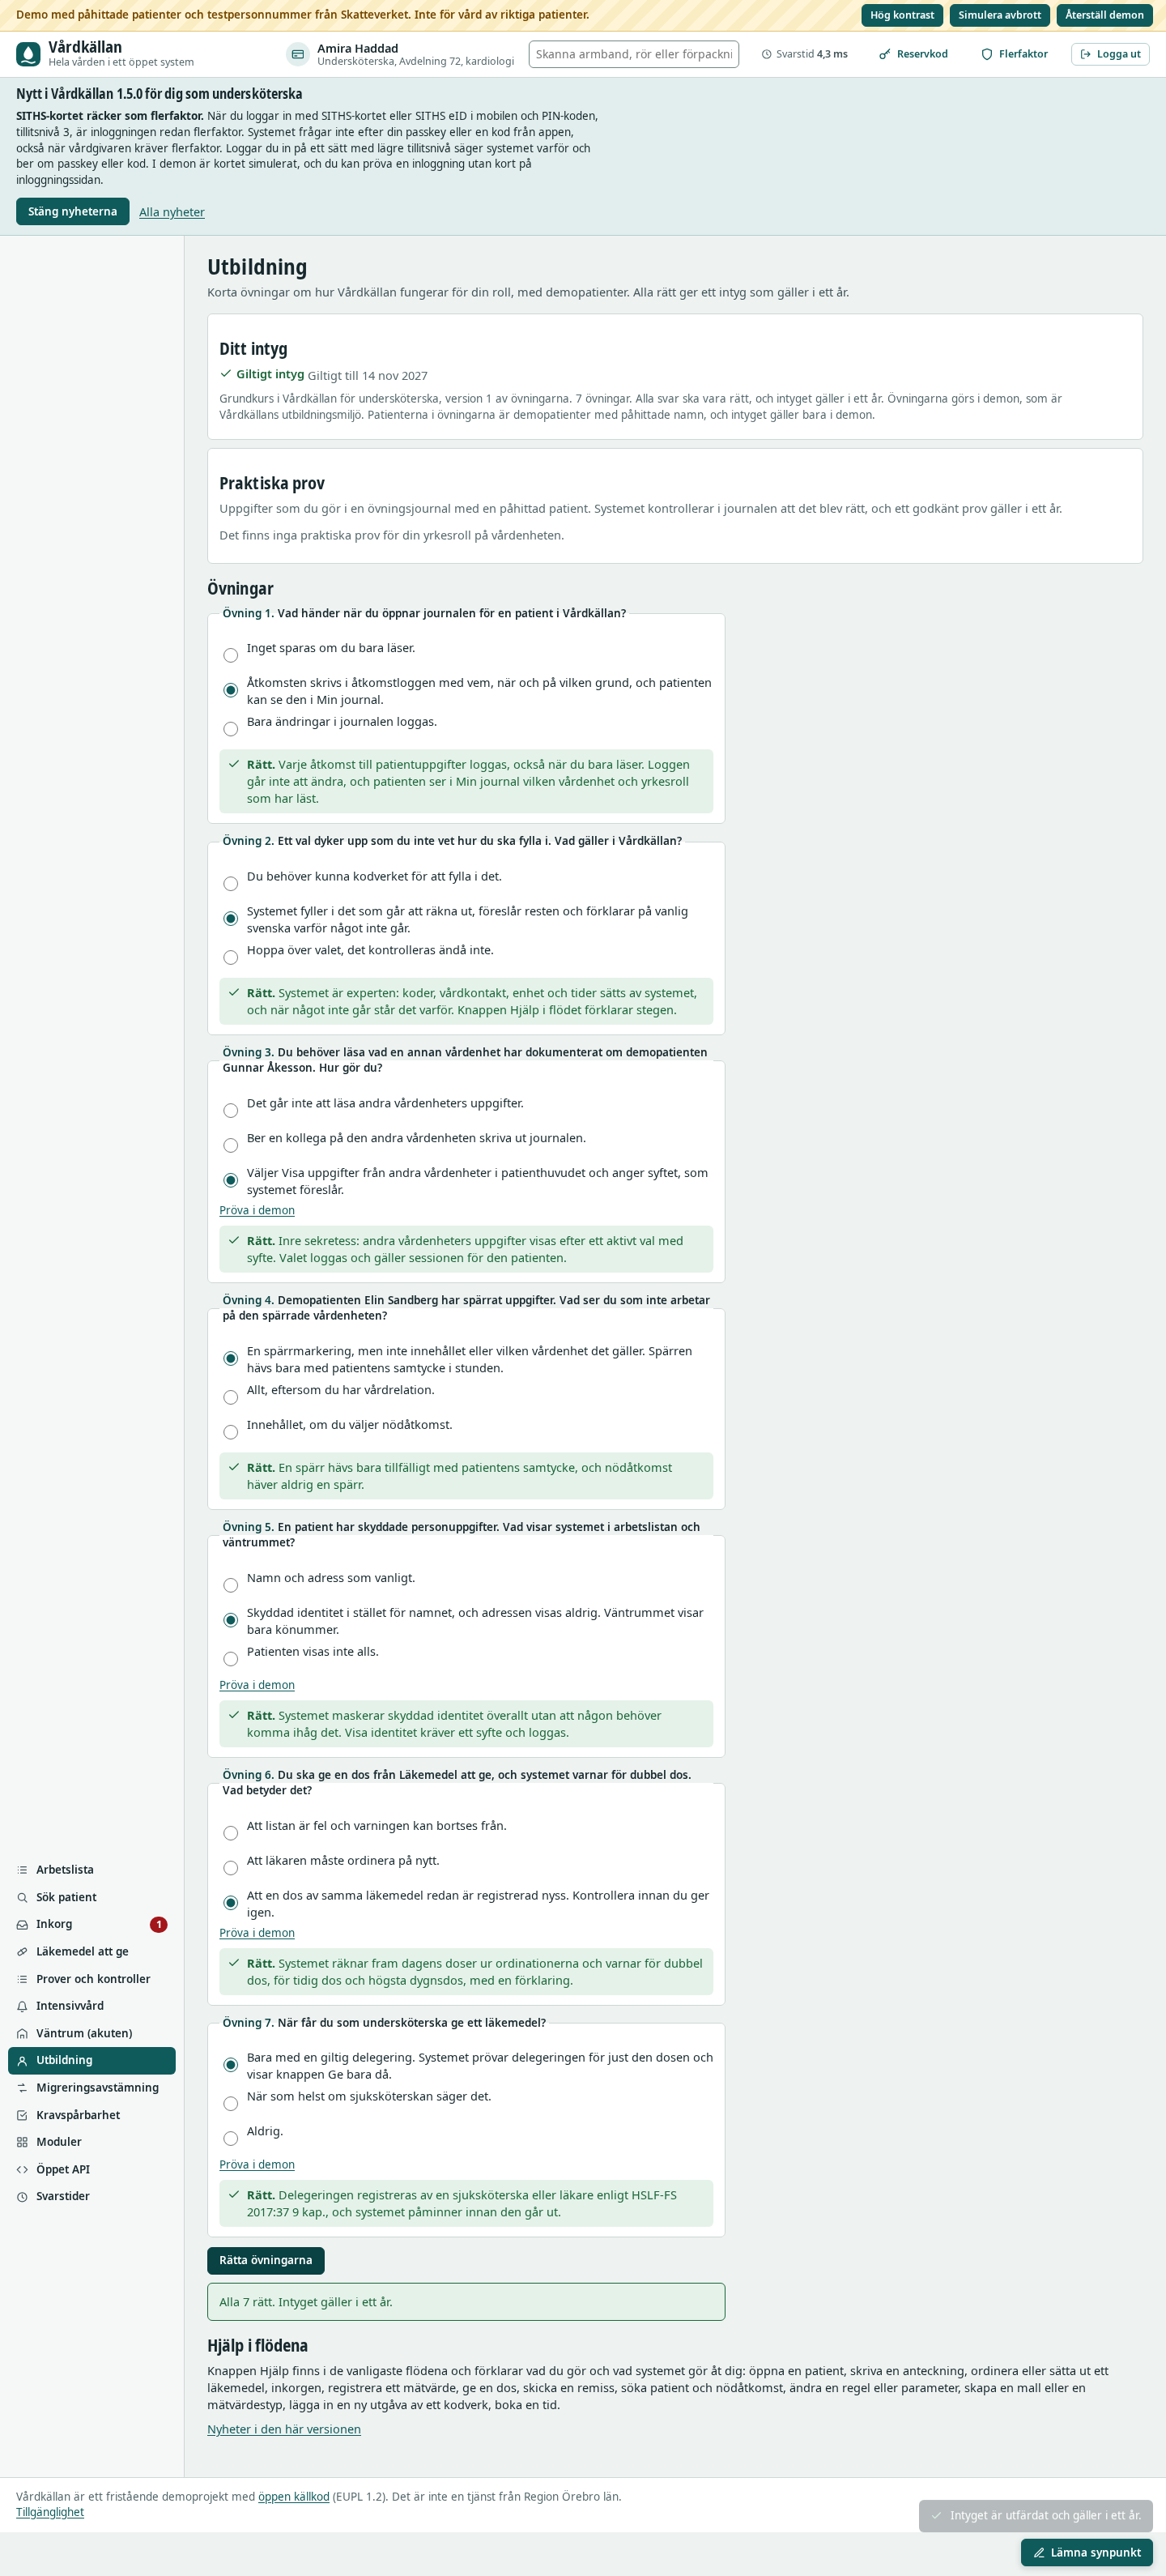 Demo med påhittade patienter och testpersonnummer från Skatteverket. Inte för vård av riktiga patienter.
Hög kontrast
Simulera avbrott
Återställ demon
Vårdkällan
Hela vården i ett öppet system
Amira Haddad
Undersköterska, Avdelning 72, kardiologi
Skanna armband, rör eller förpackni
Svarstid 4,3 ms
Reservkod
Flerfaktor
Logga ut
Nytt i Vårdkällan 1.5.0 för dig som undersköterska
SITHS-kortet räcker som flerfaktor. När du loggar in med SITHS-kortet eller SITHS eID i mobilen och PIN-koden,
tillitsnivå 3, är inloggningen redan flerfaktor. Systemet frågar inte efter din passkey eller en kod från appen,
också när vårdgivaren kräver flerfaktor. Loggar du in på ett sätt med lägre tillitsnivå säger systemet varför och
ber om passkey eller kod. I demon är kortet simulerat, och du kan pröva en inloggning utan kort på
inloggningssidan.
Stäng nyheterna
Alla nyheter
Utbildning
Korta övningar om hur Vårdkällan fungerar för din roll, med demopatienter. Alla rätt ger ett intyg som gäller i ett år.
Ditt intyg
Giltigt intyg Giltigt till 14 nov 2027
Grundkurs i Vårdkällan för undersköterska, version 1 av övningarna. 7 övningar. Alla svar ska vara rätt, och intyget gäller i ett år. Övningarna görs i demon, som är
Vårdkällans utbildningsmiljö. Patienterna i övningarna är demopatienter med påhittade namn, och intyget gäller bara i demon.
Praktiska prov
Uppgifter som du gör i en övningsjournal med en påhittad patient. Systemet kontrollerar i journalen att det blev rätt, och ett godkänt prov gäller i ett år.
Det finns inga praktiska prov för din yrkesroll på vårdenheten.
Övningar
Övning 1. Vad händer när du öppnar journalen för en patient i Vårdkällan?
Inget sparas om du bara läser.
Åtkomsten skrivs i åtkomstloggen med vem, när och på vilken grund, och patienten
kan se den i Min journal.
Bara ändringar i journalen loggas.
Rätt. Varje åtkomst till patientuppgifter loggas, också när du bara läser. Loggen
går inte att ändra, och patienten ser i Min journal vilken vårdenhet och yrkesroll
som har läst.
Övning 2. Ett val dyker upp som du inte vet hur du ska fylla i. Vad gäller i Vårdkällan?
Du behöver kunna kodverket för att fylla i det.
Systemet fyller i det som går att räkna ut, föreslår resten och förklarar på vanlig
svenska varför något inte går.
Hoppa över valet, det kontrolleras ändå inte.
Rätt. Systemet är experten: koder, vårdkontakt, enhet och tider sätts av systemet,
och när något inte går står det varför. Knappen Hjälp i flödet förklarar stegen.
Övning 3. Du behöver läsa vad en annan vårdenhet har dokumenterat om demopatienten
Gunnar Åkesson. Hur gör du?
Det går inte att läsa andra vårdenheters uppgifter.
Ber en kollega på den andra vårdenheten skriva ut journalen.
Väljer Visa uppgifter från andra vårdenheter i patienthuvudet och anger syftet, som
systemet föreslår.
Pröva i demon
Rätt. Inre sekretess: andra vårdenheters uppgifter visas efter ett aktivt val med
syfte. Valet loggas och gäller sessionen för den patienten.
Övning 4. Demopatienten Elin Sandberg har spärrat uppgifter. Vad ser du som inte arbetar
på den spärrade vårdenheten?
En spärrmarkering, men inte innehållet eller vilken vårdenhet det gäller. Spärren
hävs bara med patientens samtycke i stunden.
Allt, eftersom du har vårdrelation.
Innehållet, om du väljer nödåtkomst.
Rätt. En spärr hävs bara tillfälligt med patientens samtycke, och nödåtkomst
häver aldrig en spärr.
Övning 5. En patient har skyddade personuppgifter. Vad visar systemet i arbetslistan och
väntrummet?
Namn och adress som vanligt.
Skyddad identitet i stället för namnet, och adressen visas aldrig. Väntrummet visar
bara könummer.
Patienten visas inte alls.
Pröva i demon
Rätt. Systemet maskerar skyddad identitet överallt utan att någon behöver
komma ihåg det. Visa identitet kräver ett syfte och loggas.
Övning 6. Du ska ge en dos från Läkemedel att ge, och systemet varnar för dubbel dos.
Vad betyder det?
Att listan är fel och varningen kan bortses från.
Att läkaren måste ordinera på nytt.
Att en dos av samma läkemedel redan är registrerad nyss. Kontrollera innan du ger
igen.
Pröva i demon
Rätt. Systemet räknar fram dagens doser ur ordinationerna och varnar för dubbel
dos, för tidig dos och högsta dygnsdos, med en förklaring.
Övning 7. När får du som undersköterska ge ett läkemedel?
Bara med en giltig delegering. Systemet prövar delegeringen för just den dosen och
visar knappen Ge bara då.
När som helst om sjuksköterskan säger det.
Aldrig.
Pröva i demon
Rätt. Delegeringen registreras av en sjuksköterska eller läkare enligt HSLF-FS
2017:37 9 kap., och systemet påminner innan den går ut.
Rätta övningarna
Alla 7 rätt. Intyget gäller i ett år.
Hjälp i flödena
Knappen Hjälp finns i de vanligaste flödena och förklarar vad du gör och vad systemet gör åt dig: öppna en patient, skriva en anteckning, ordinera eller sätta ut ett
läkemedel, inkorgen, registrera ett mätvärde, ge en dos, skicka en remiss, söka patient och nödåtkomst, ändra en regel eller parameter, skapa en mall eller en
mätvärdestyp, lägga in en ny utgåva av ett kodverk, boka en tid.
Nyheter i den här versionen
Arbetslista
Sök patient
Inkorg 1
Läkemedel att ge
Prover och kontroller
Intensivvård
Väntrum (akuten)
Utbildning
Migreringsavstämning
Kravspårbarhet
Moduler
Öppet API
Svarstider
Vårdkällan är ett fristående demoprojekt med öppen källkod (EUPL 1.2). Det är inte en tjänst från Region Örebro län.
Tillgänglighet
Intyget är utfärdat och gäller i ett år.
Lämna synpunkt